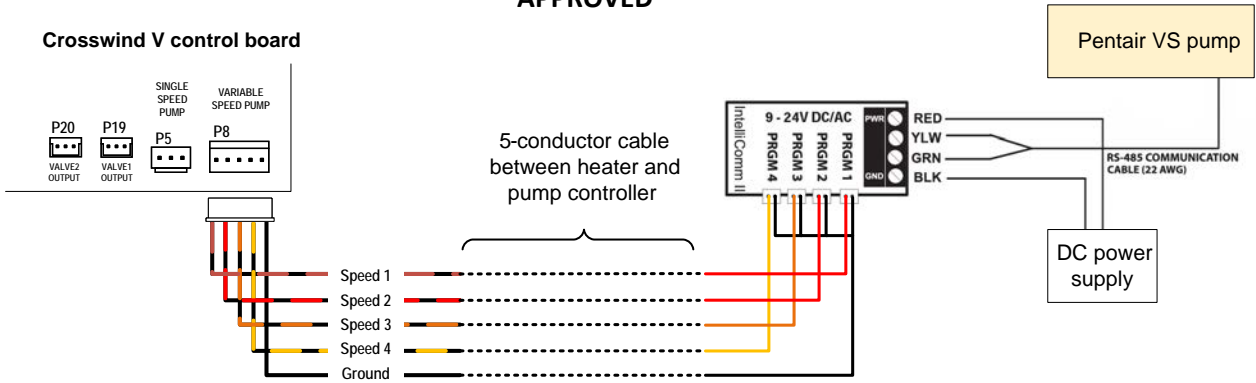 APPROVED
Crosswind V control board
SINGLE
SPEED
PUMP
VARIABLE
SPEED PUMP
P20
P19
P5
P8
VALVE2
OUTPUT
VALVE1
OUTPUT
5-conductor cable
between heater and
pump controller
IntelliComm II
9 - 24V DC/AC
PRGM 4
PRGM 3
PRGM 2
PRGM 1
PWR
GND
RED
YLW
GRN
BLK
Pentair VS pump
RS-485 COMMUNICATION
CABLE (22 AWG)
DC power
supply
Speed 1
Speed 2
Speed 3
Speed 4
Ground